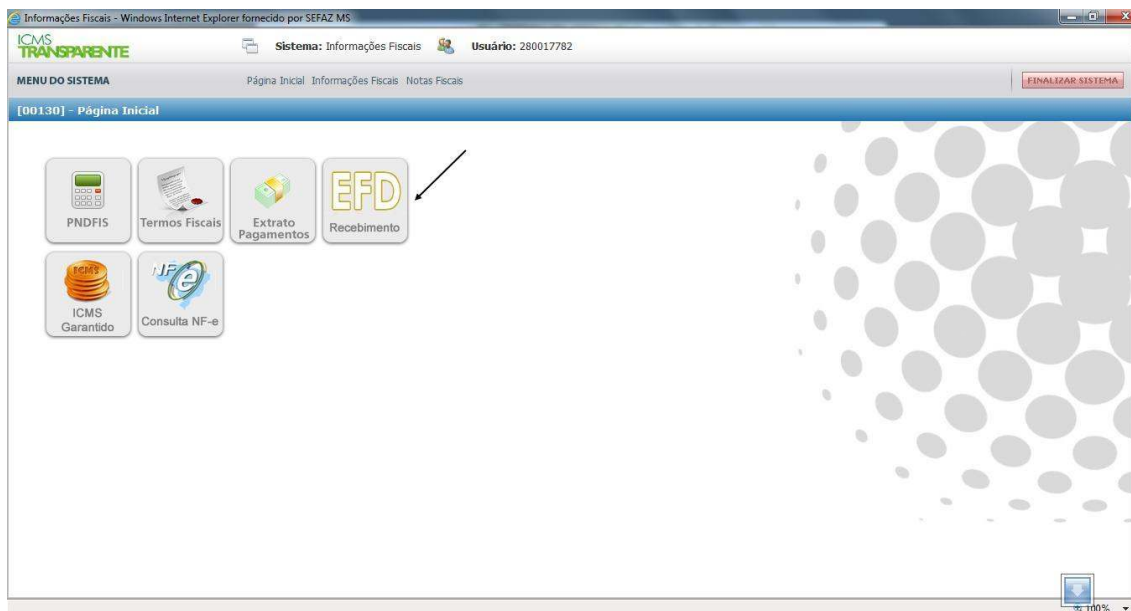 Informações Fiscais - Windows Internet Explorer fornecido por SEFAZ MS
ICMS
TRANSPARENTE
Sistema: Informações Fiscais Usuário: 280017782
MENU DO SISTEMA Página Inicial Informações Fiscais Notas Fiscais FINALIZAR SISTEMA
[00130] - Página Inicial
PNDFIS
Termos Fiscais
Extrato
Pagamentos
EFD
Recebimento
ICMS
ICMS
Garantido
NF e
Consulta NF-e
100%